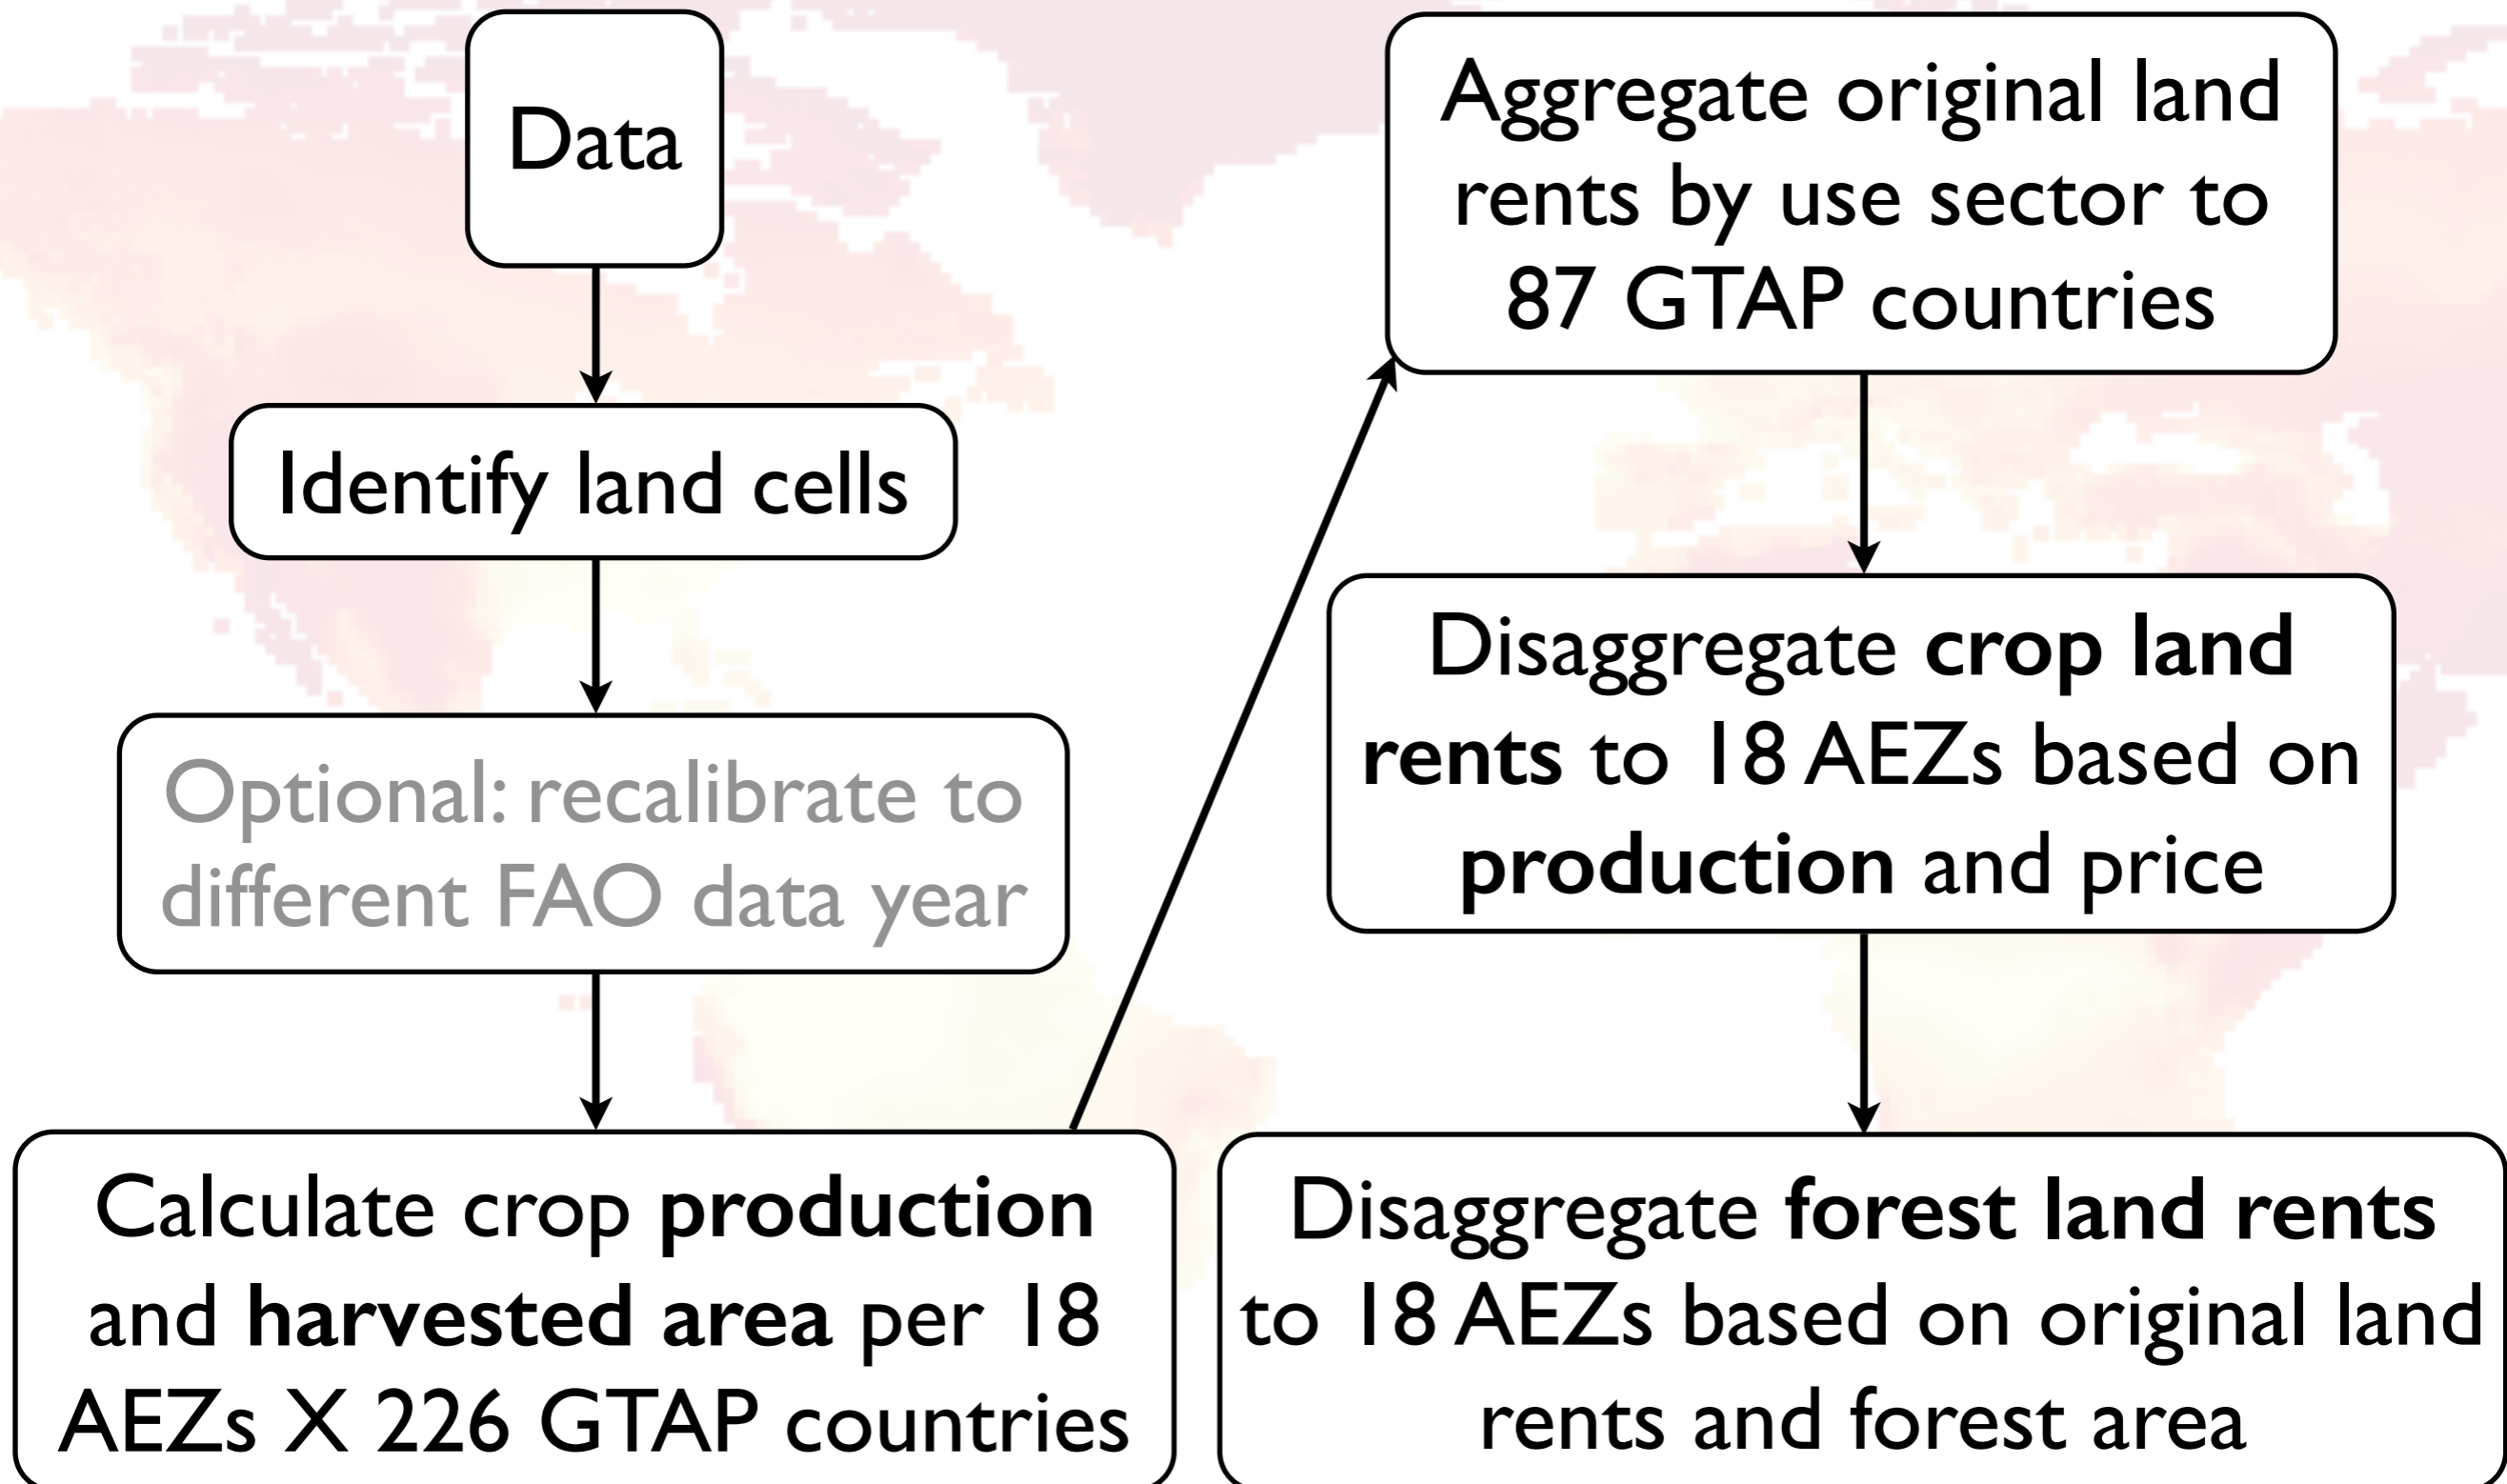 Data
Identify land cells
Optional: recalibrate to
different FAO data year
Calculate crop production
and harvested area per 18
AEZs X 226 GTAP countries
Aggregate original land
rents by use sector to
87 GTAP countries
Disaggregate crop land
rents to 18 AEZs based on
production and price
Disaggregate forest land rents
to 18 AEZs based on original land
rents and forest area